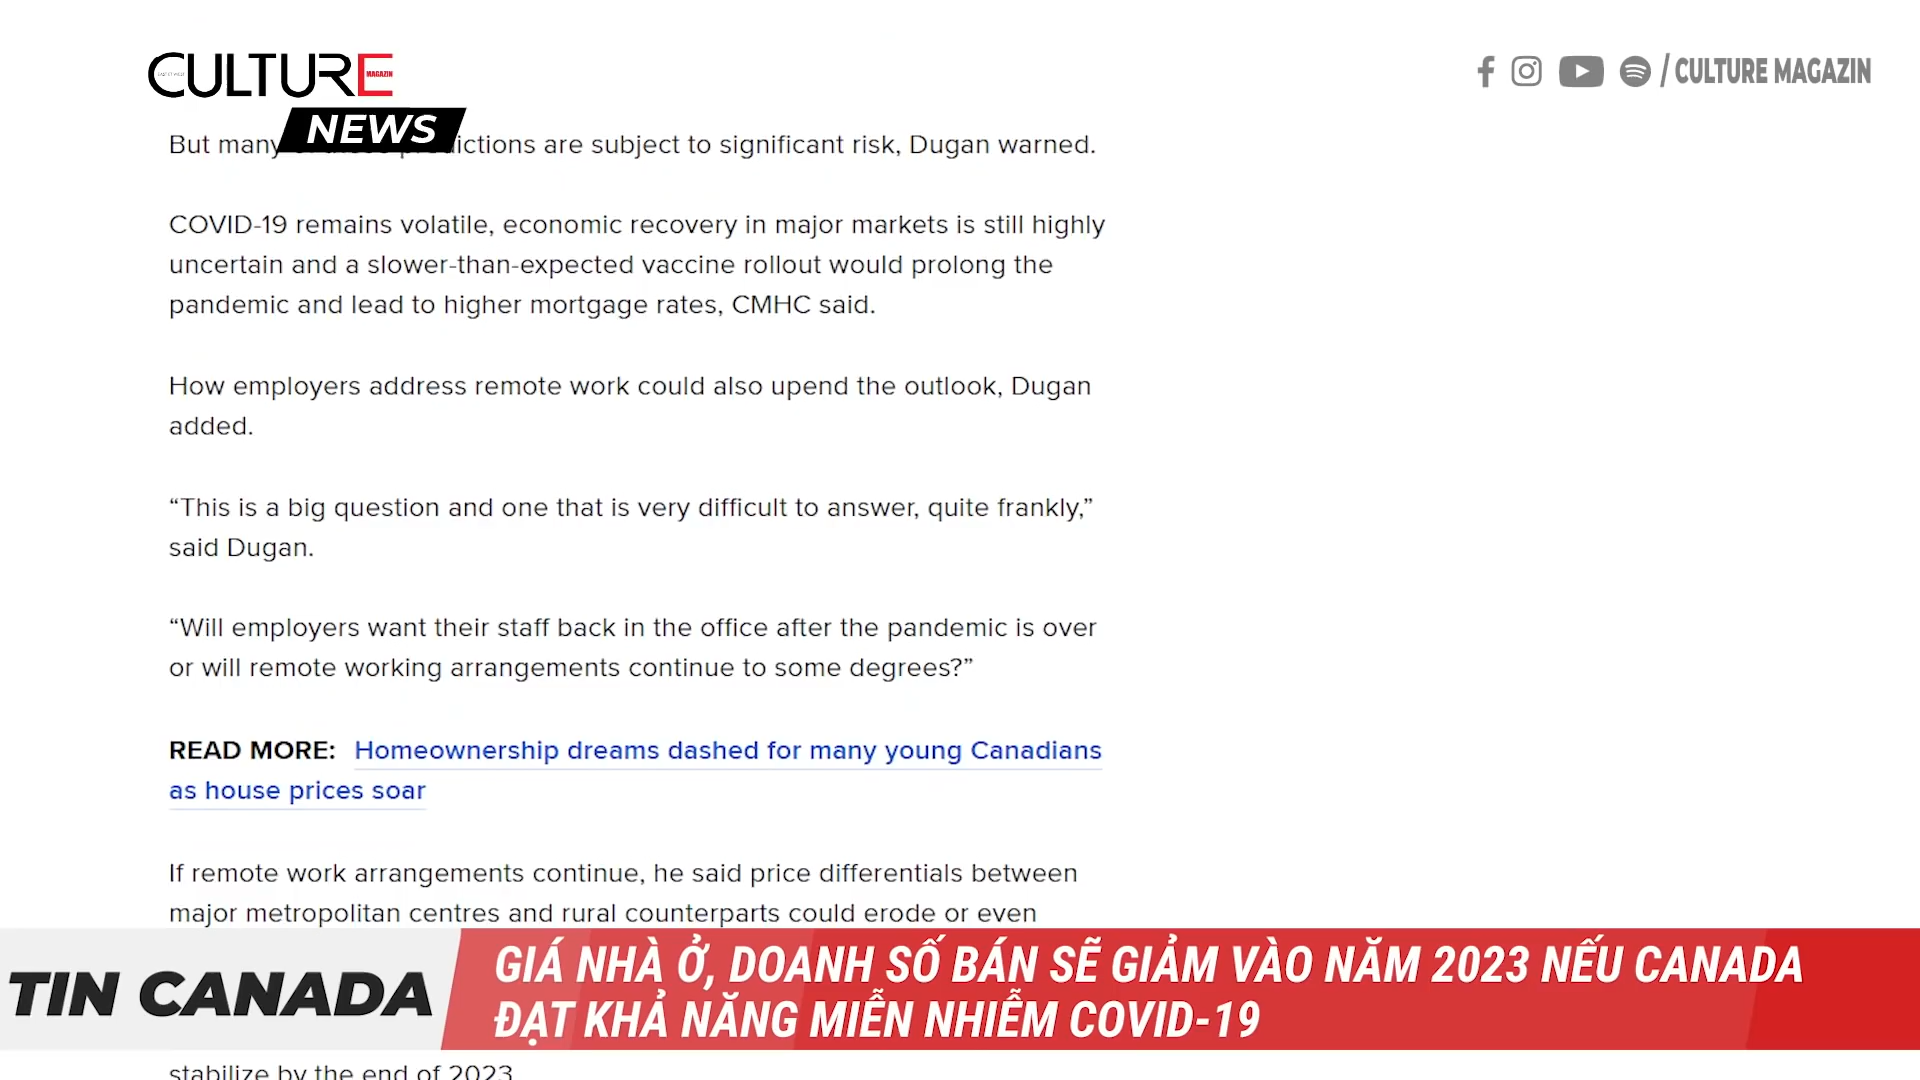 CULTURE
MAGAZIN
NEWS
/ CULTURE MAGAZIN
But many predictions are subject to significant risk, Dugan warned.
COVID-19 remains volatile, economic recovery in major markets is still highly
uncertain and a slower-than-expected vaccine rollout would prolong the
pandemic and lead to higher mortgage rates, CMHC said.
How employers address remote work could also upend the outlook, Dugan
added.
“This is a big question and one that is very difficult to answer, quite frankly,”
said Dugan.
“Will employers want their staff back in the office after the pandemic is over
or will remote working arrangements continue to some degrees?”
READ MORE: Homeownership dreams dashed for many young Canadians
as house prices soar
If remote work arrangements continue, he said price differentials between
major metropolitan centres and rural counterparts could erode or even
TIN CANADA
GIÁ NHÀ Ở, DOANH SỐ BÁN SẼ GIẢM VÀO NĂM 2023 NẾU CANADA
ĐẠT KHẢ NĂNG MIỄN NHIỄM COVID-19
stabilize by the end of 2023